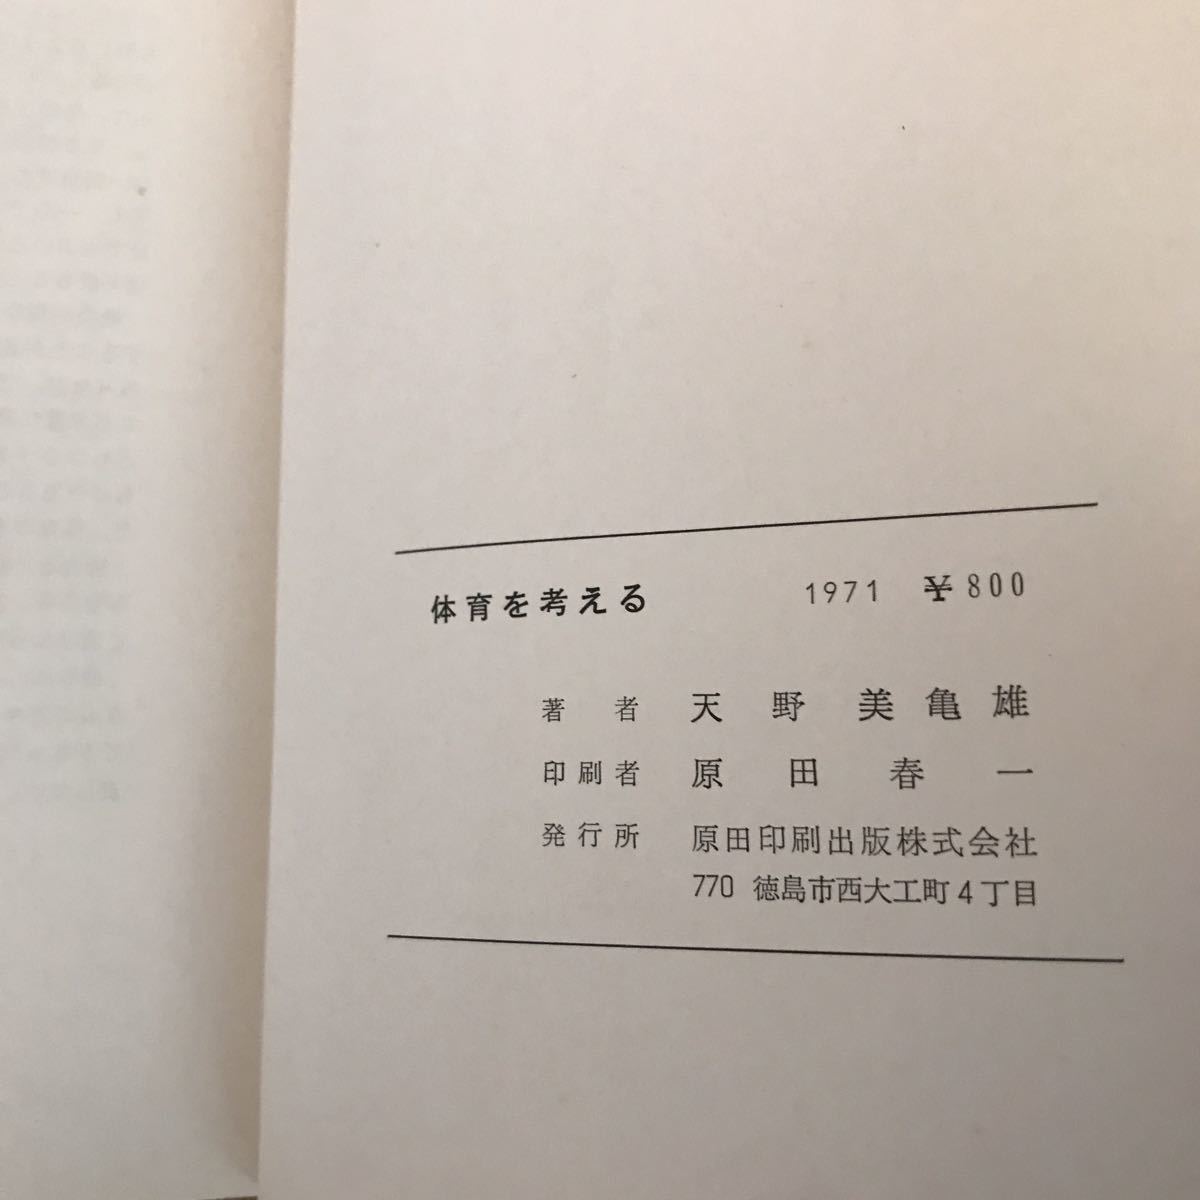 体育を考える 1971 ¥800
著者 天野美亀雄
印刷者 原田春一
発行所 原田印刷出版株式会社
770 徳島市西大工町4丁目